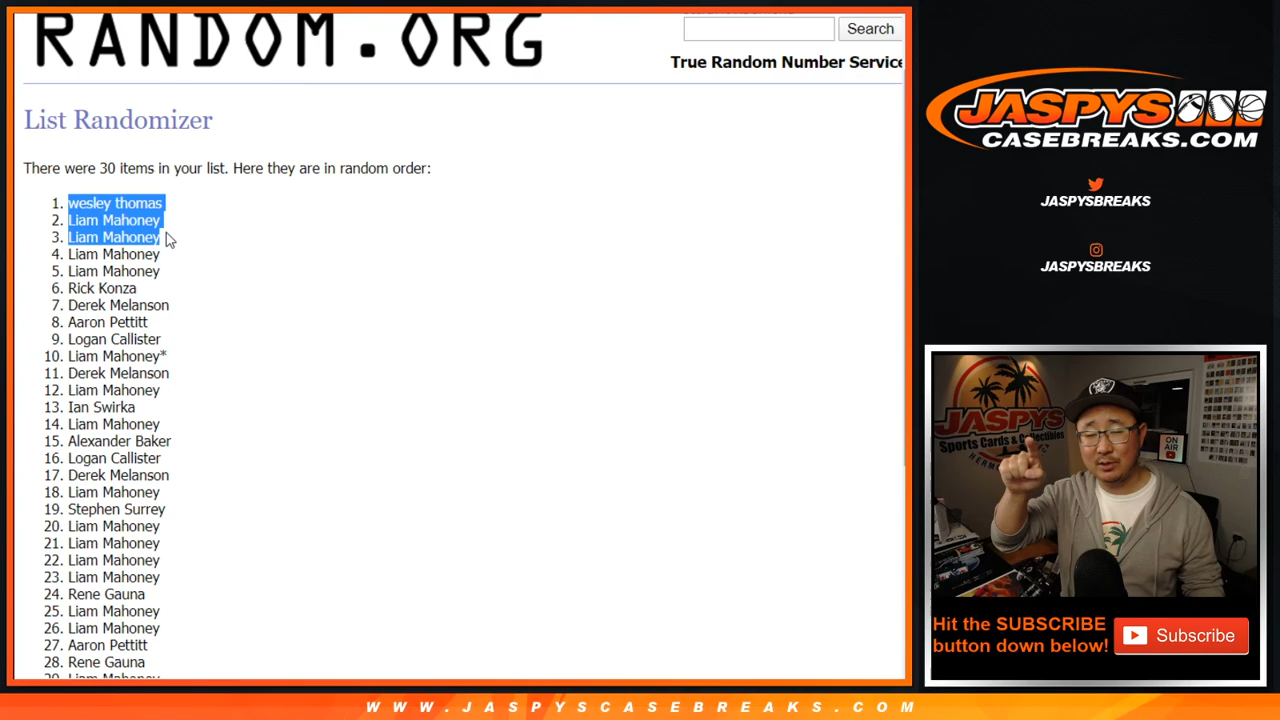 RANDOM.ORG
Search
True Random Number Service
List Randomizer
There were 30 items in your list. Here they are in random order:
1. wesley thomas
2. Liam Mahoney
3. Liam Mahoney
4. Liam Mahoney
5. Liam Mahoney
6. Rick Konza
7. Derek Melanson
8. Aaron Pettitt
9. Logan Callister
10. Liam Mahoney*
11. Derek Melanson
12. Liam Mahoney
13. Ian Swirka
14. Liam Mahoney
15. Alexander Baker
16. Logan Callister
17. Derek Melanson
18. Liam Mahoney
19. Stephen Surrey
20. Liam Mahoney
21. Liam Mahoney
22. Liam Mahoney
23. Liam Mahoney
24. Rene Gauna
25. Liam Mahoney
26. Liam Mahoney
27. Aaron Pettitt
28. Rene Gauna
JASPYS
CASEBREAKS.COM
JASPYSBREAKS
JASPYSBREAKS
JASPYS
Sports Cards & Collectibles
ON
AIR
Hit the SUBSCRIBE
button down below!
Subscribe
WWW.JASPYSCASEBREAKS.COM